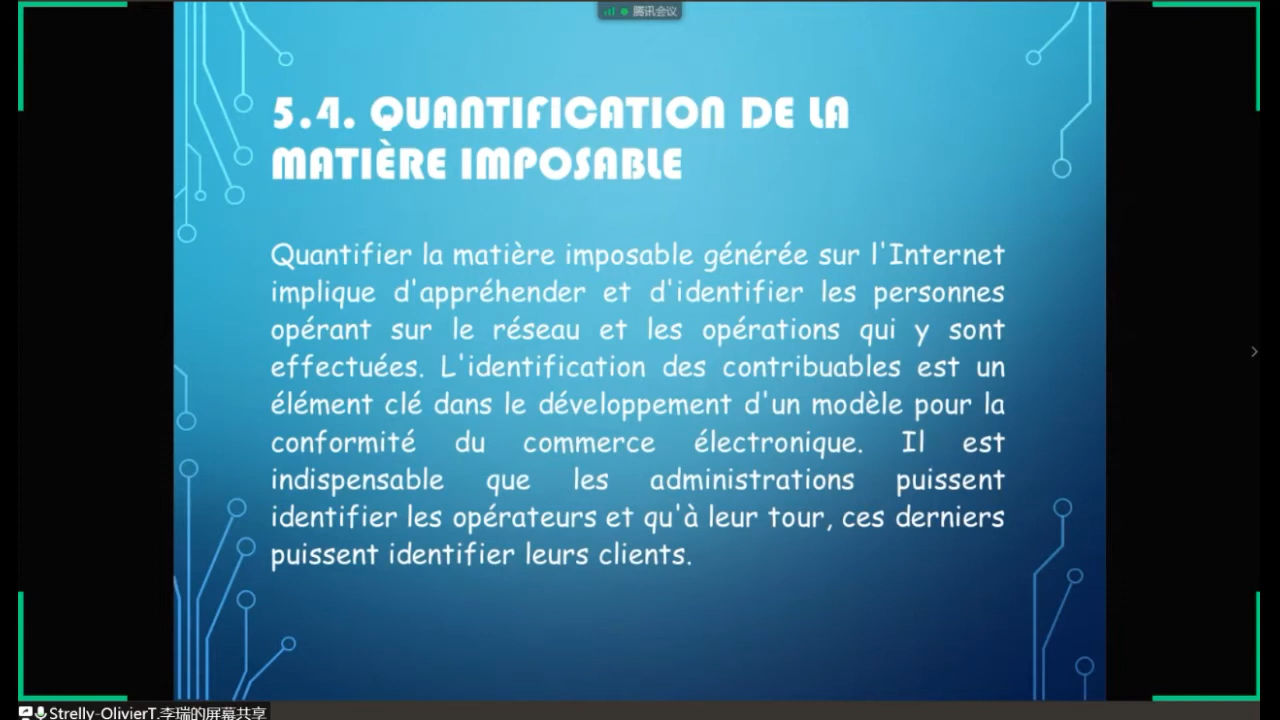 腾讯会议
5.4. QUANTIFICATION DE LA
MATIÈRE IMPOSABLE
Quantifier la matière imposable générée sur l'Internet
implique d'appréhender et d'identifier les personnes
opérant sur le réseau et les opérations qui y sont
effectuées. L'identification des contribuables est un
élément clé dans le développement d'un modèle pour la
conformité du commerce électronique. Il est
indispensable que les administrations puissent
identifier les opérateurs et qu'à leur tour, ces derniers
puissent identifier leurs clients.
Strelly-OlivierT.李瑞的屏幕共享